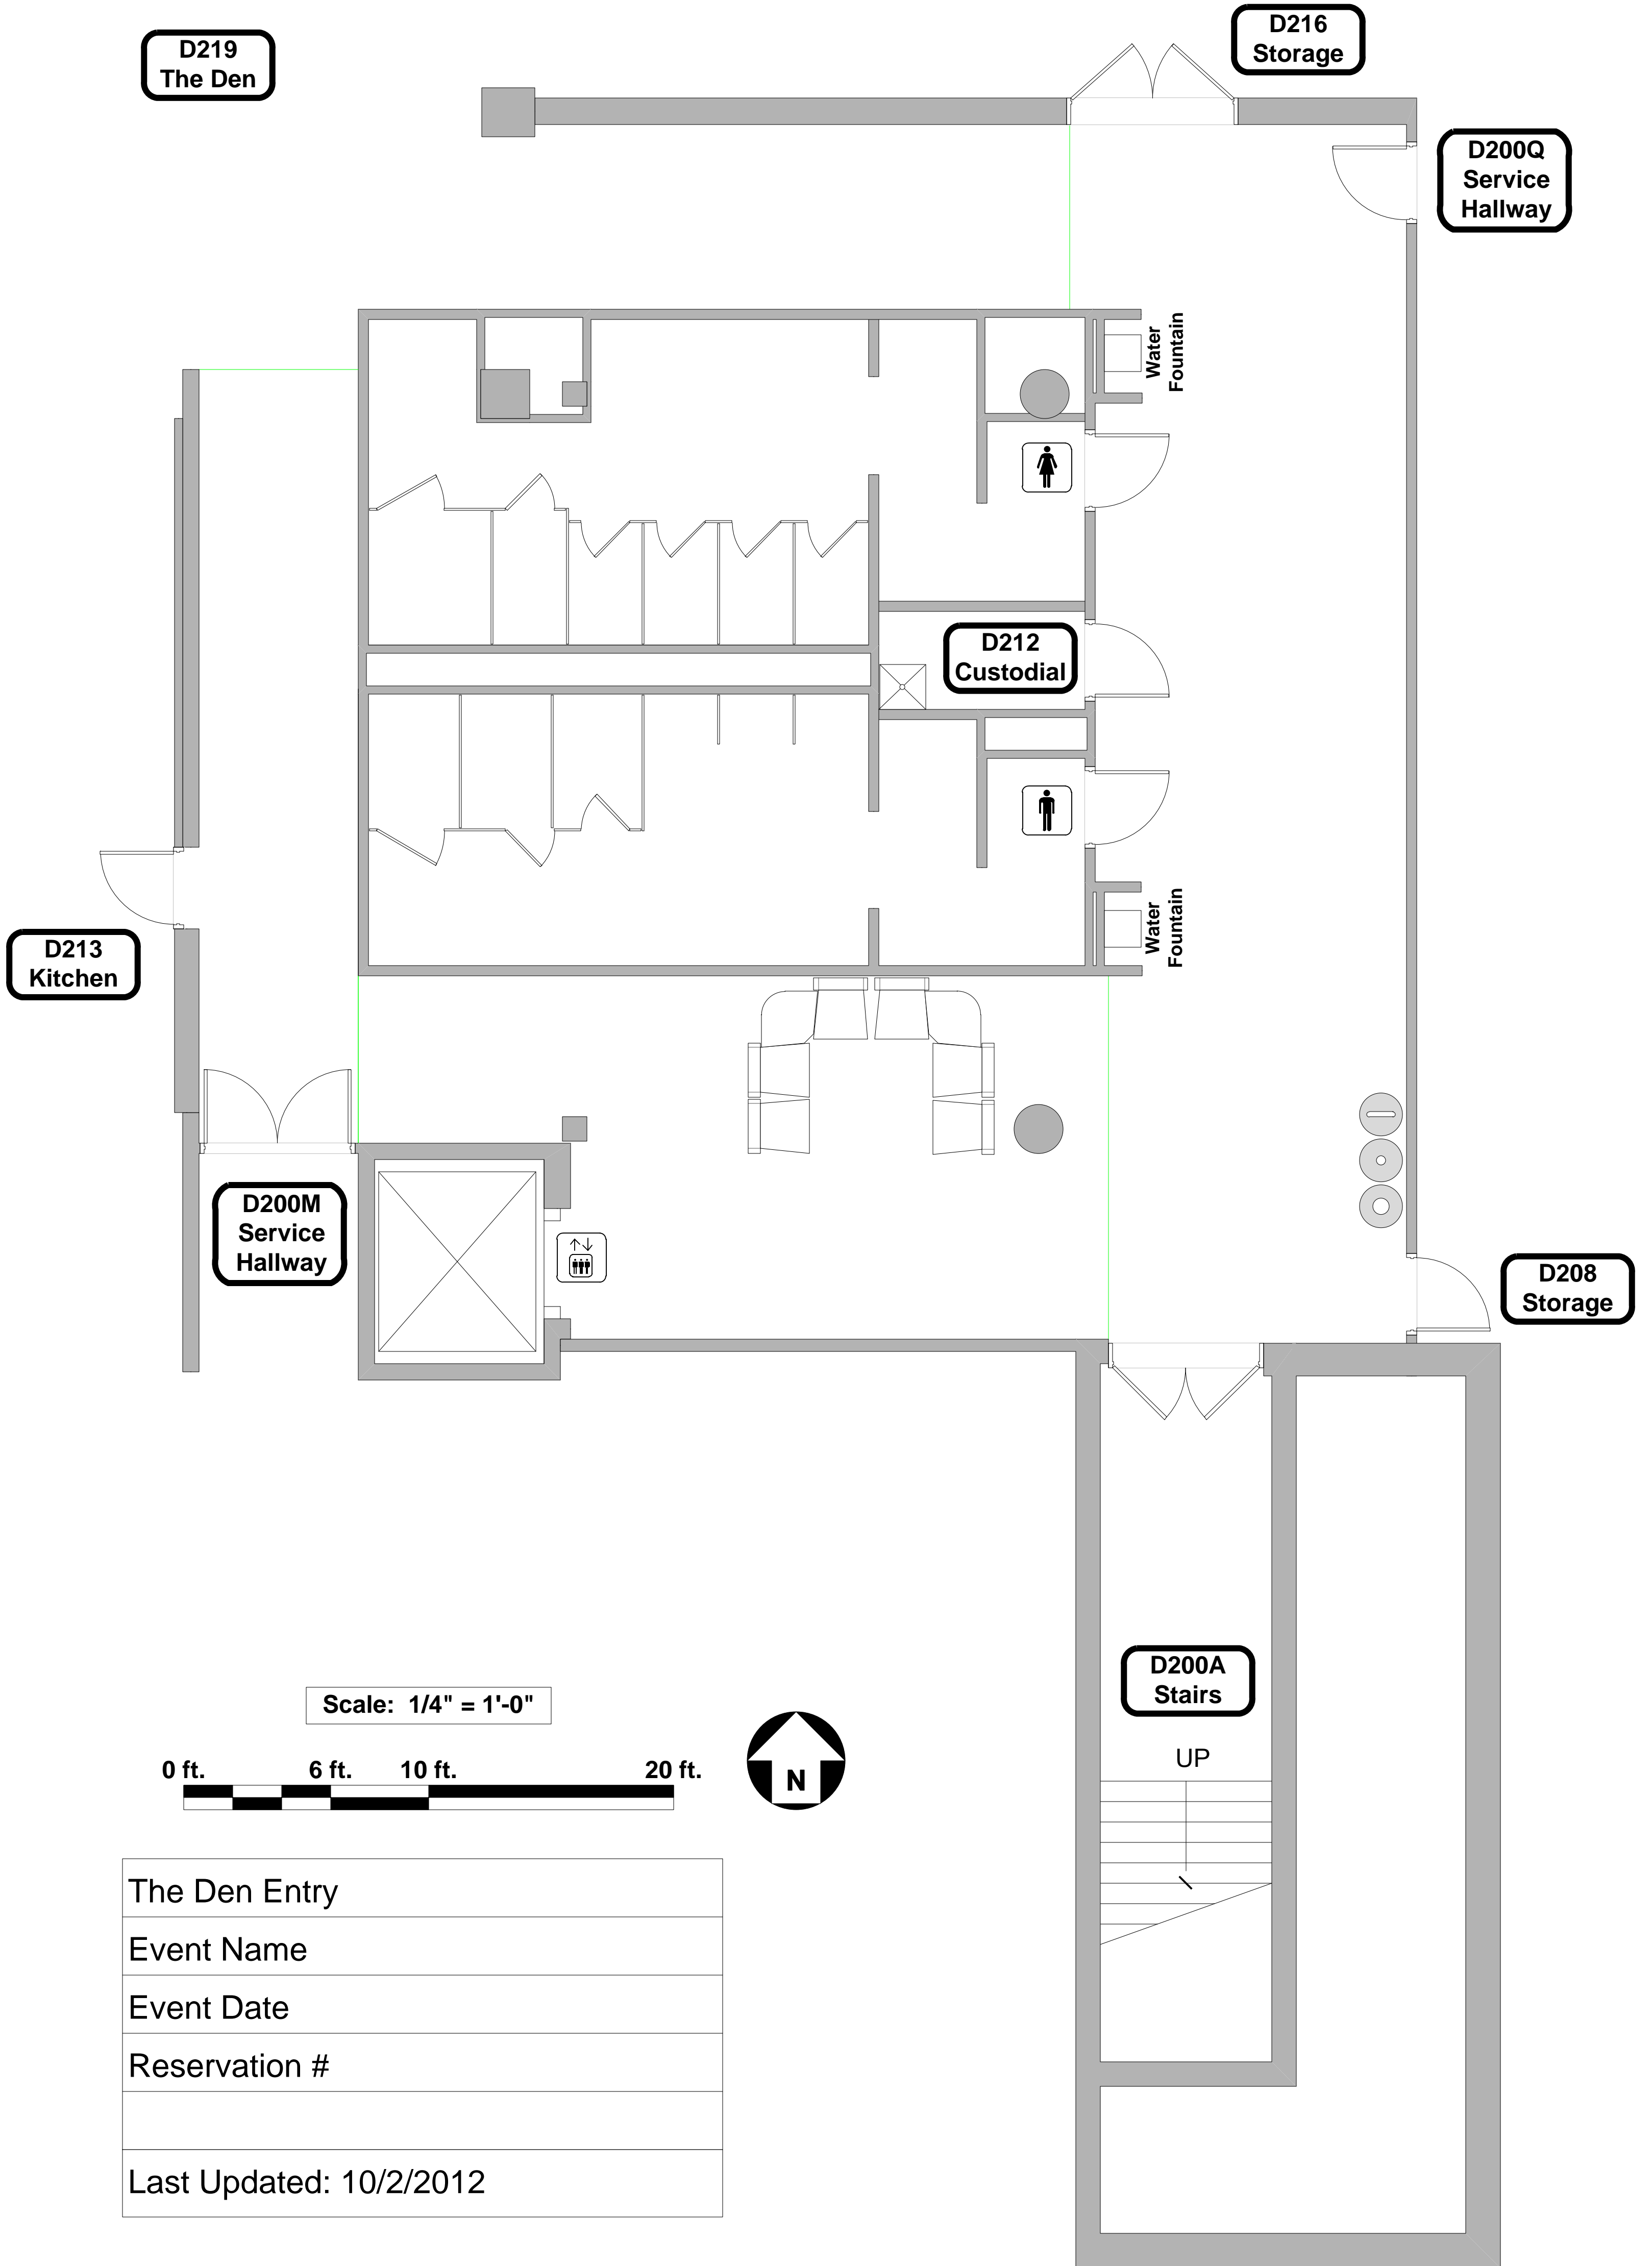 D216
Storage
D219
The Den
D200Q
Service
Hallway
Water
Fountain
D212
Custodial
Water
Fountain
D213
Kitchen
D200M
Service
Hallway
D208
Storage
D200A
Stairs
UP
Scale:  1/4" = 1'-0"
0 ft. 6 ft. 10 ft. 20 ft.
N
The Den Entry
Event Name
Event Date
Reservation #
Last Updated: 10/2/2012